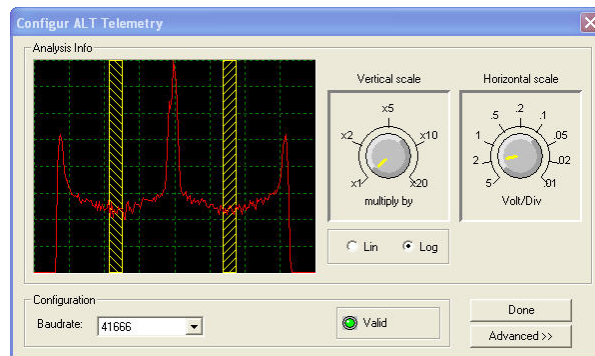 Configur ALT Telemetry
Analysis Info
Vertical scale
x5
x2
x10
x1
x20
multiply by
Horizontal scale
.2
.5
.1
1
.05
2
.02
5
.01
Volt/Div
Lin
Log
Configuration
Baudrate:
41666
Valid
Done
Advanced >>